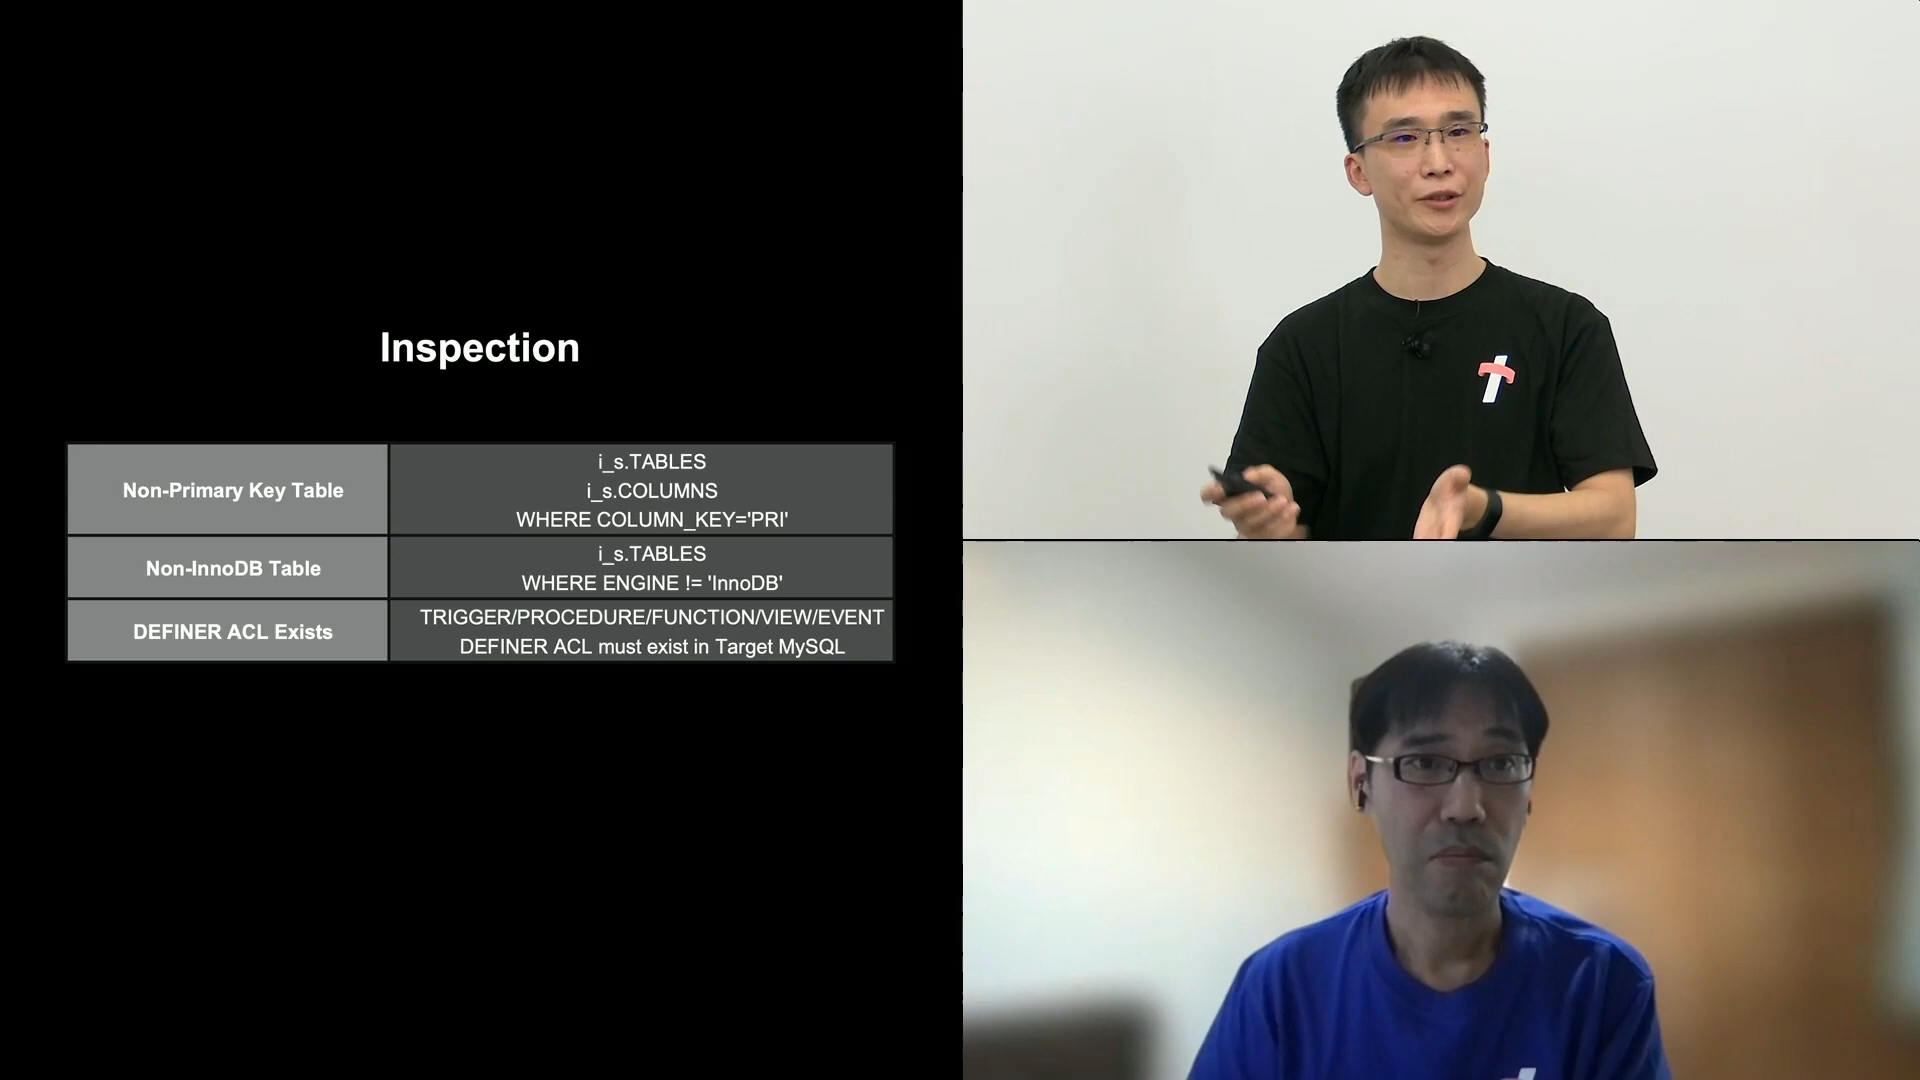 Inspection
Non-Primary Key Table
i_s.TABLES
i_s.COLUMNS
WHERE COLUMN_KEY='PRI'
Non-InnoDB Table
i_s.TABLES
WHERE ENGINE != 'InnoDB'
DEFINER ACL Exists
TRIGGER/PROCEDURE/FUNCTION/VIEW/EVENT
DEFINER ACL must exist in Target MySQL